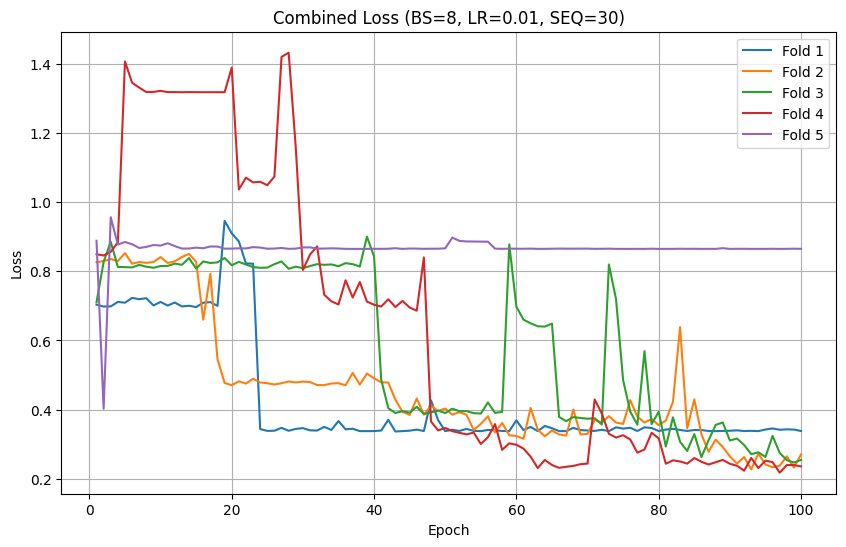 Combined Loss (BS=8, LR=0.01, SEQ=30)
Fold 1
Fold 2
Fold 3
Fold 4
Fold 5
Loss
1.4
1.2
1.0
0.8
0.6
0.4
0.2
0 20 40 60 80 100
Epoch